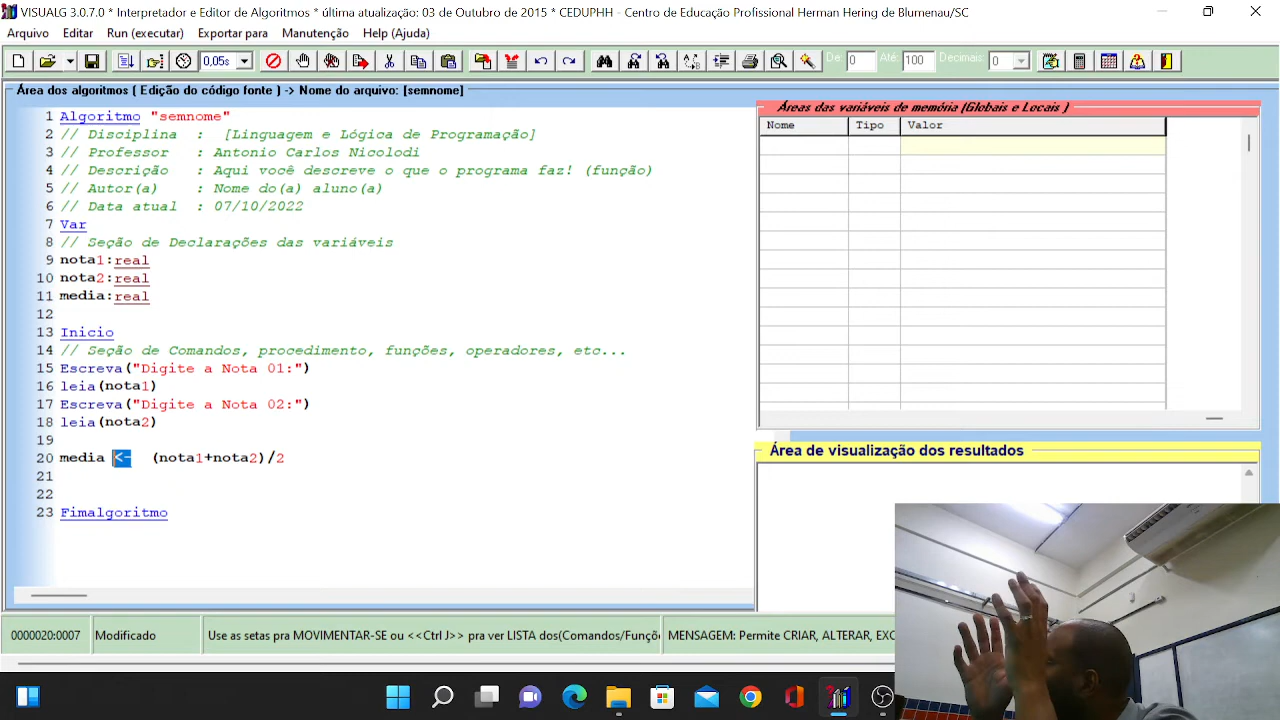 VISUALG 3.0.7.0 * Interpretador e Editor de Algoritmos * última atualização: 03 de Outubro de 2015 * CEDUPHH - Centro de Educação Profissional Herman Hering de Blumenau/SC
Arquivo Editar Run (executar) Exportar para Manutenção Help (Ajuda)
0,05s De: 0 Até: 100 Decimais: 0
Área dos algoritmos ( Edição do código fonte ) -> Nome do arquivo: [semnome]
Áreas das variáveis de memória (Globais e Locais )
Nome Tipo Valor
1 Algoritmo "semnome"
2 // Disciplina : [Linguagem e Lógica de Programação]
3 // Professor : Antonio Carlos Nicolodi
4 // Descrição : Aqui você descreve o que o programa faz! (função)
5 // Autor(a) : Nome do(a) aluno(a)
6 // Data atual : 07/10/2022
7 Var
8 // Seção de Declarações das variáveis
9 nota1:real
10 nota2:real
11 media:real
12
13 Inicio
14 // Seção de Comandos, procedimento, funções, operadores, etc...
15 Escreva("Digite a Nota 01:")
16 leia(nota1)
17 Escreva("Digite a Nota 02:")
18 leia(nota2)
19
20 media <- (nota1+nota2)/2
21
22
23 Fimalgoritmo
Área de visualização dos resultados
0000020:0007 Modificado Use as setas pra MOVIMENTAR-SE ou <<Ctrl J>> pra ver LISTA dos(Comandos/Funçõe MENSAGEM: Permite CRIAR, ALTERAR, EXC